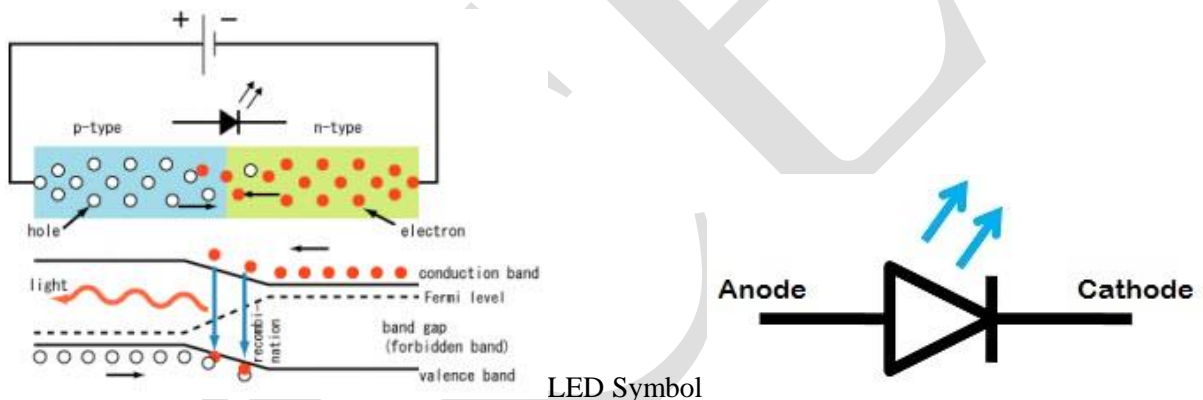 + −
p-type n-type
hole electron
light
conduction band
Fermi level
recombi-
nation
band gap
(forbidden band)
valence band
Anode Cathode
LED Symbol